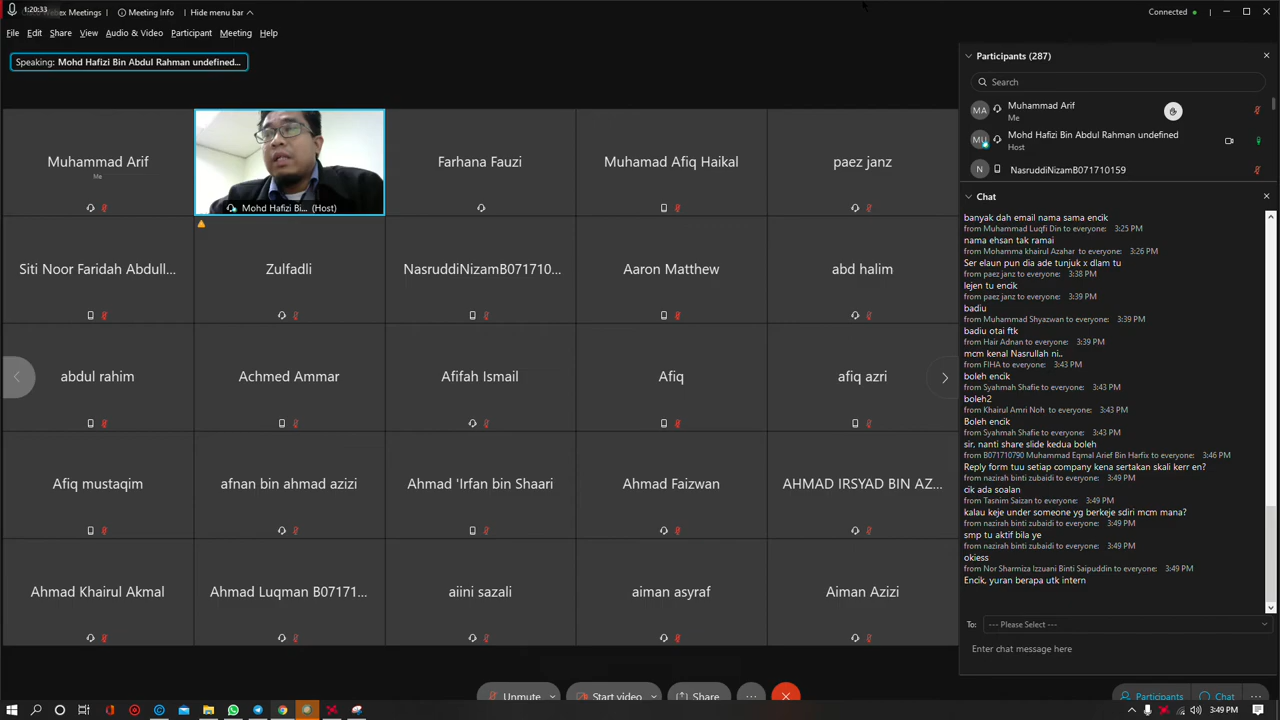 1:20:33
Webex Meetings
Meeting Info
Hide menu bar
Connected
File Edit Share View Audio & Video Participant Meeting Help
Speaking: Mohd Hafizi Bin Abdul Rahman undefined...
Muhammad Arif
Me
Mohd Hafizi Bi... (Host)
Farhana Fauzi
Muhamad Afiq Haikal
paez janz
Siti Noor Faridah Abdull...
Zulfadli
NasruddiNizamB071710...
Aaron Matthew
abd halim
abdul rahim
Achmed Ammar
Afifah Ismail
Afiq
afiq azri
Afiq mustaqim
afnan bin ahmad azizi
Ahmad 'Irfan bin Shaari
Ahmad Faizwan
AHMAD IRSYAD BIN AZ...
Ahmad Khairul Akmal
Ahmad Luqman B07171...
aiini sazali
aiman asyraf
Aiman Azizi
Participants (287)
Search
MA
Muhammad Arif
Me
MU
Mohd Hafizi Bin Abdul Rahman undefined
Host
N
NasruddiNizamB071710159
Chat
banyak dah email nama sama encik
from Muhammad Luqfi Din to everyone: 3:25 PM
nama ehsan tak ramai
from Mohamma khairul Azahar to everyone: 3:26 PM
Ser elaun pun dia ade tunjuk x dlam tu
from paez janz to everyone: 3:38 PM
lejen tu encik
from paez janz to everyone: 3:39 PM
badiu
from Muhammad Shyazwan to everyone: 3:39 PM
badiu otai ftk
from Hair Adnan to everyone: 3:39 PM
mcm kenal Nasrullah ni..
from FIHA to everyone: 3:43 PM
boleh encik
from Syahmah Shafie to everyone: 3:43 PM
boleh2
from Khairul Amri Noh to everyone: 3:43 PM
Boleh encik
from Syahmah Shafie to everyone: 3:43 PM
sir, nanti share slide kedua boleh
from B071710790 Muhammad Eqmal Arief Bin Harfix to everyone: 3:46 PM
Reply form tuu setiap company kena sertakan skali kerr en?
from nazirah binti zubaidi to everyone: 3:49 PM
cik ada soalan
from Tasnim Saizan to everyone: 3:49 PM
kalau keje under someone yg berkeje sdiri mcm mana?
from nazirah binti zubaidi to everyone: 3:49 PM
smp tu aktif bila ye
from nazirah binti zubaidi to everyone: 3:49 PM
okiess
from Nor Sharmiza Izzuani Binti Saipuddin to everyone: 3:49 PM
Encik, yuran berapa utk intern
To: --- Please Select ---
Enter chat message here
Unmute
Start video
Share
Participants
Chat
3:49 PM